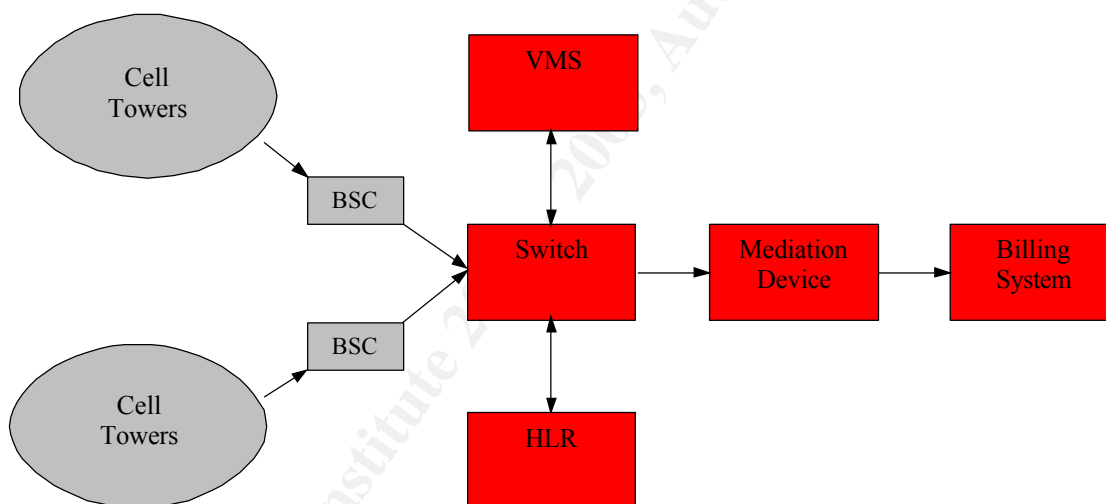 Cell
Towers
VMS
BSC
Switch
Mediation
Device
Billing
System
BSC
Cell
Towers
HLR